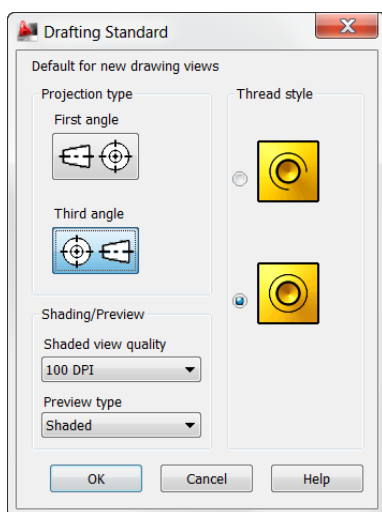 Drafting Standard
Default for new drawing views
Projection type
First angle
Third angle
Shading/Preview
Shaded view quality
100 DPI
Preview type
Shaded
Thread style
OK
Cancel
Help